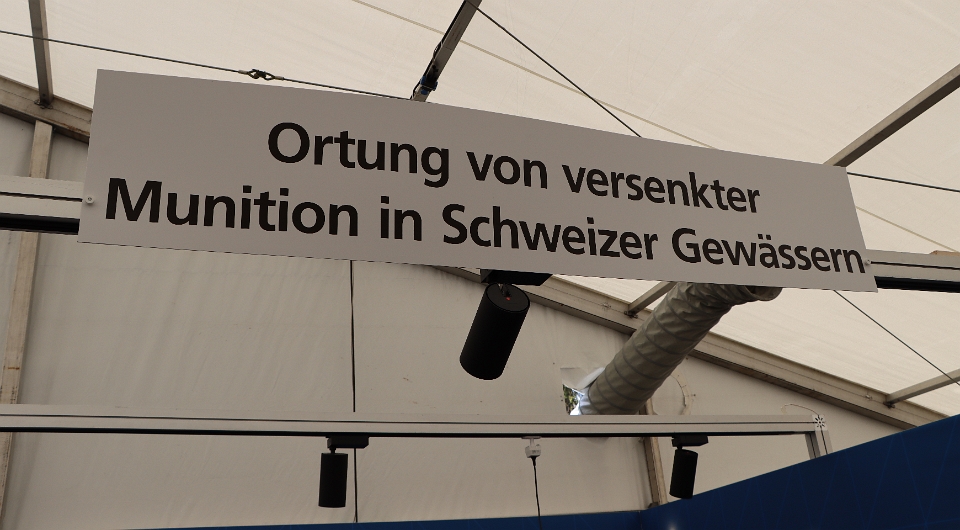 Ortung von versenkter
Munition in Schweizer Gewässern